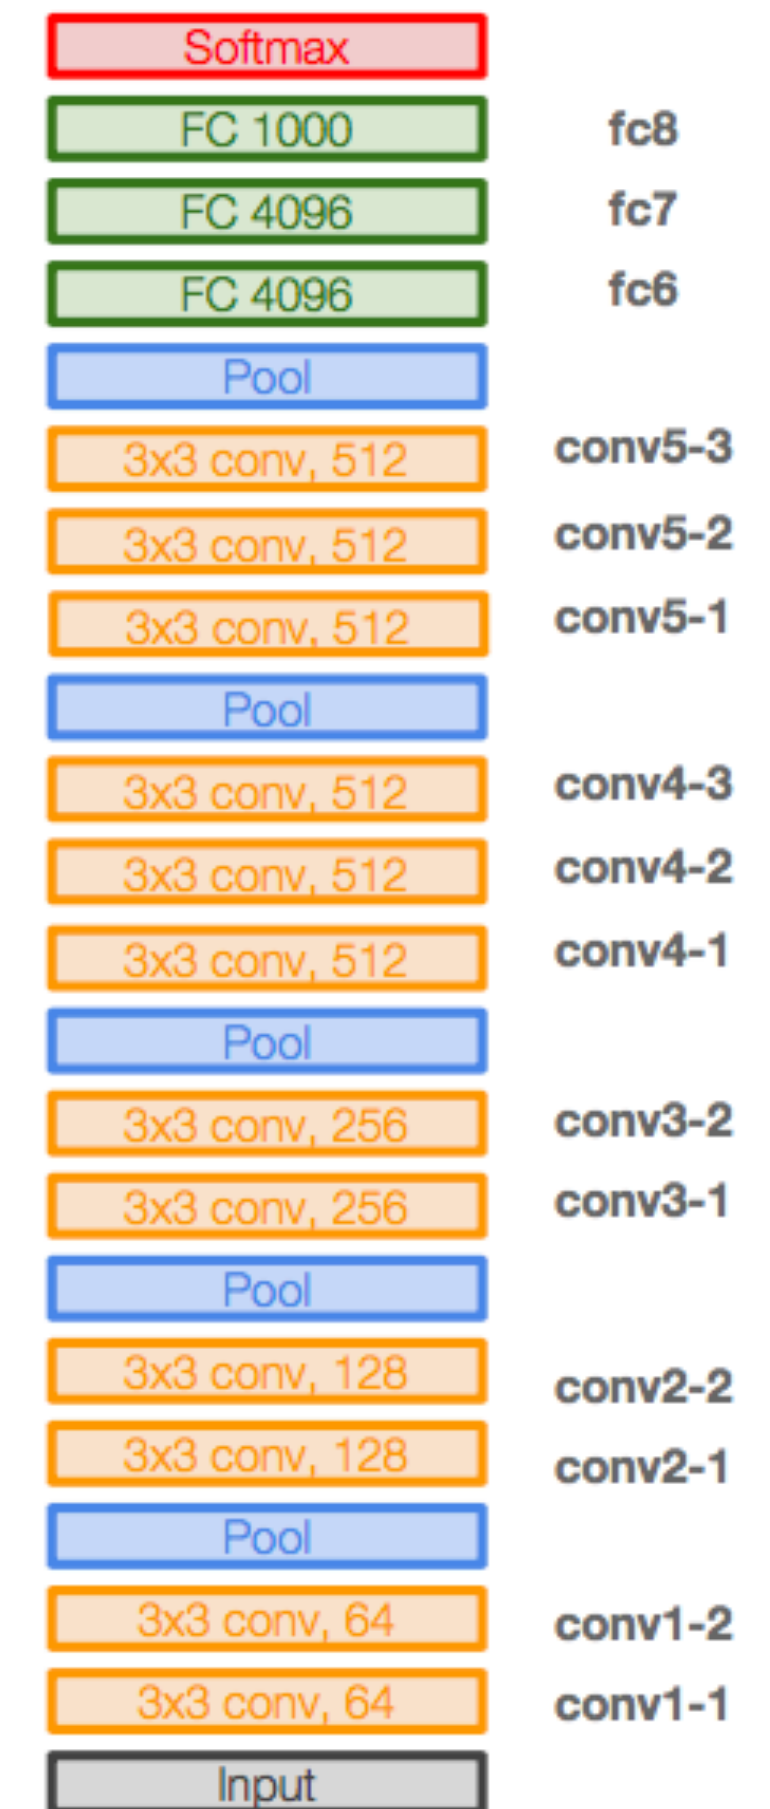 Softmax
FC 1000 fc8
FC 4096 fc7
FC 4096 fc6
Pool
3x3 conv, 512 conv5-3
3x3 conv, 512 conv5-2
3x3 conv, 512 conv5-1
Pool
3x3 conv, 512 conv4-3
3x3 conv, 512 conv4-2
3x3 conv, 512 conv4-1
Pool
3x3 conv, 256 conv3-2
3x3 conv, 256 conv3-1
Pool
3x3 conv, 128 conv2-2
3x3 conv, 128 conv2-1
Pool
3x3 conv, 64 conv1-2
3x3 conv, 64 conv1-1
Input